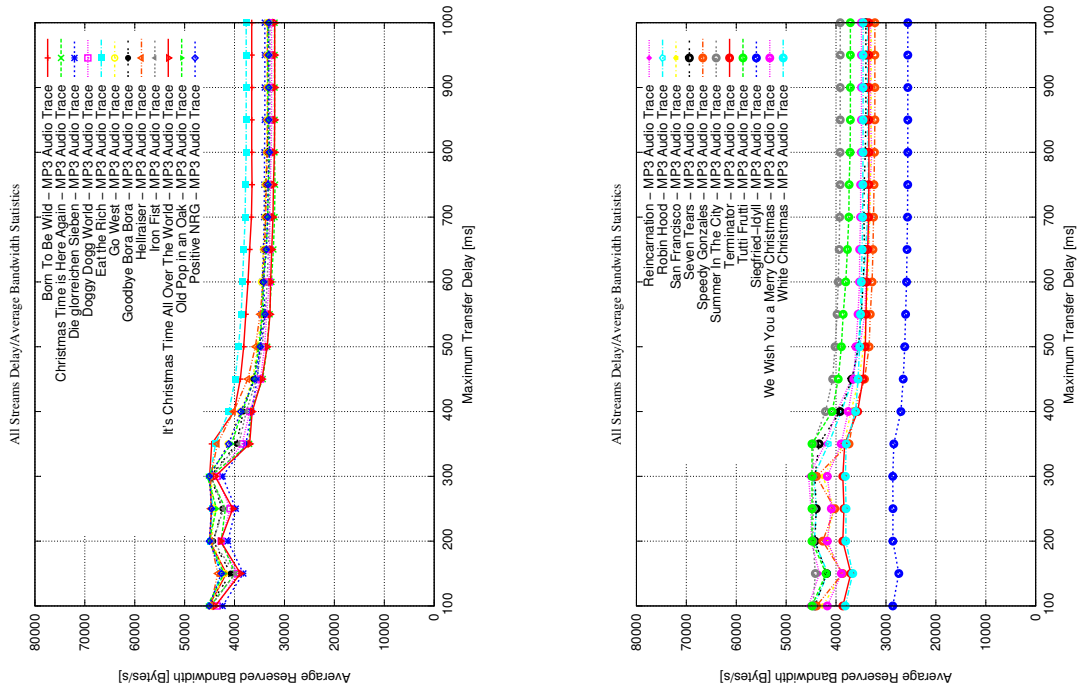 All Streams Delay/Average Bandwidth Statistics
Average Reserved Bandwidth [Bytes/s]
80000
70000
60000
50000
40000
30000
20000
10000
0
100
200
300
400
500
600
700
800
900
1000
Maximum Transfer Delay [ms]
Born To Be Wild – MP3 Audio Trace
Christmas Time is Here Again – MP3 Audio Trace
Die glorreichen Sieben – MP3 Audio Trace
Doggy Dogg World – MP3 Audio Trace
Eat the Rich – MP3 Audio Trace
Go West – MP3 Audio Trace
Goodbye Bora Bora – MP3 Audio Trace
Hellraiser – MP3 Audio Trace
Iron Fist – MP3 Audio Trace
It's Christmas Time All Over The World – MP3 Audio Trace
Old Pop in an Oak – MP3 Audio Trace
Positive NRG – MP3 Audio Trace
All Streams Delay/Average Bandwidth Statistics
Average Reserved Bandwidth [Bytes/s]
80000
70000
60000
50000
40000
30000
20000
10000
0
100
200
300
400
500
600
700
800
900
1000
Maximum Transfer Delay [ms]
Reincarnation – MP3 Audio Trace
Robin Hood – MP3 Audio Trace
San Francisco – MP3 Audio Trace
Seven Tears – MP3 Audio Trace
Speedy Gonzales – MP3 Audio Trace
Summer In The City – MP3 Audio Trace
Terminator – MP3 Audio Trace
Tutti Frutti – MP3 Audio Trace
Siegfried–Idyll – MP3 Audio Trace
We Wish You a Merry Christmas – MP3 Audio Trace
White Christmas – MP3 Audio Trace